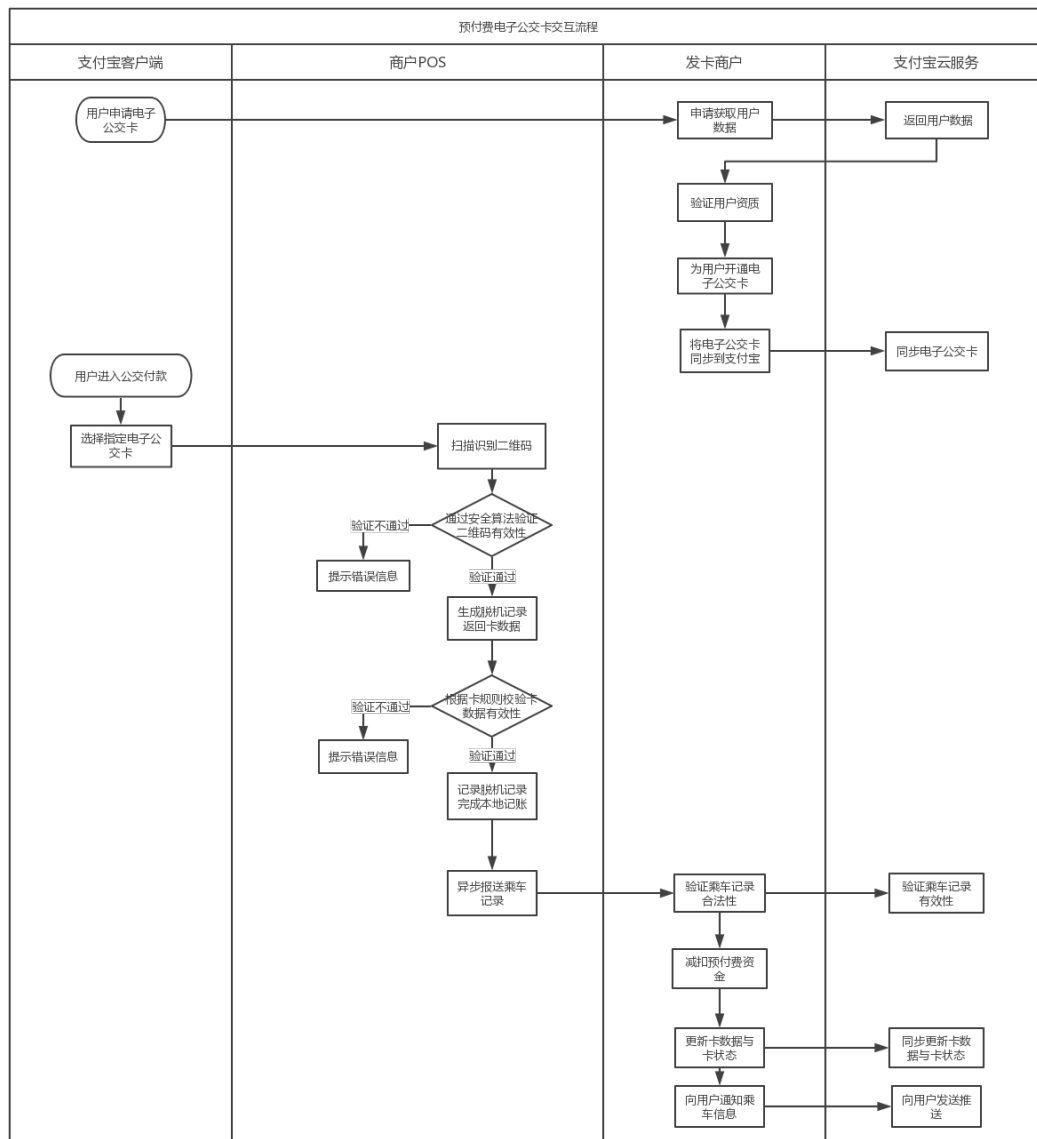 预付费电子公交卡交互流程
支付宝客户端
商户POS
发卡商户
支付宝云服务
用户申请电子
公交卡
申请获取用户
数据
返回用户数据
验证用户资质
为用户开通电
子公交卡
将电子公交卡
同步到支付宝
同步电子公交卡
用户进入公交付款
选择指定电子公
交卡
扫描识别二维码
通过安全算法验证
二维码有效性
验证不通过
提示错误信息
验证通过
生成脱机记录
返回卡数据
根据卡规则校验卡
数据有效性
验证不通过
提示错误信息
验证通过
记录脱机记录
完成本地记账
异步报送乘车
记录
验证乘车记录
合法性
验证乘车记录
有效性
减扣预付费资
金
更新卡数据与
卡状态
同步更新卡数
据与卡状态
向用户通知乘
车信息
向用户发送推
送